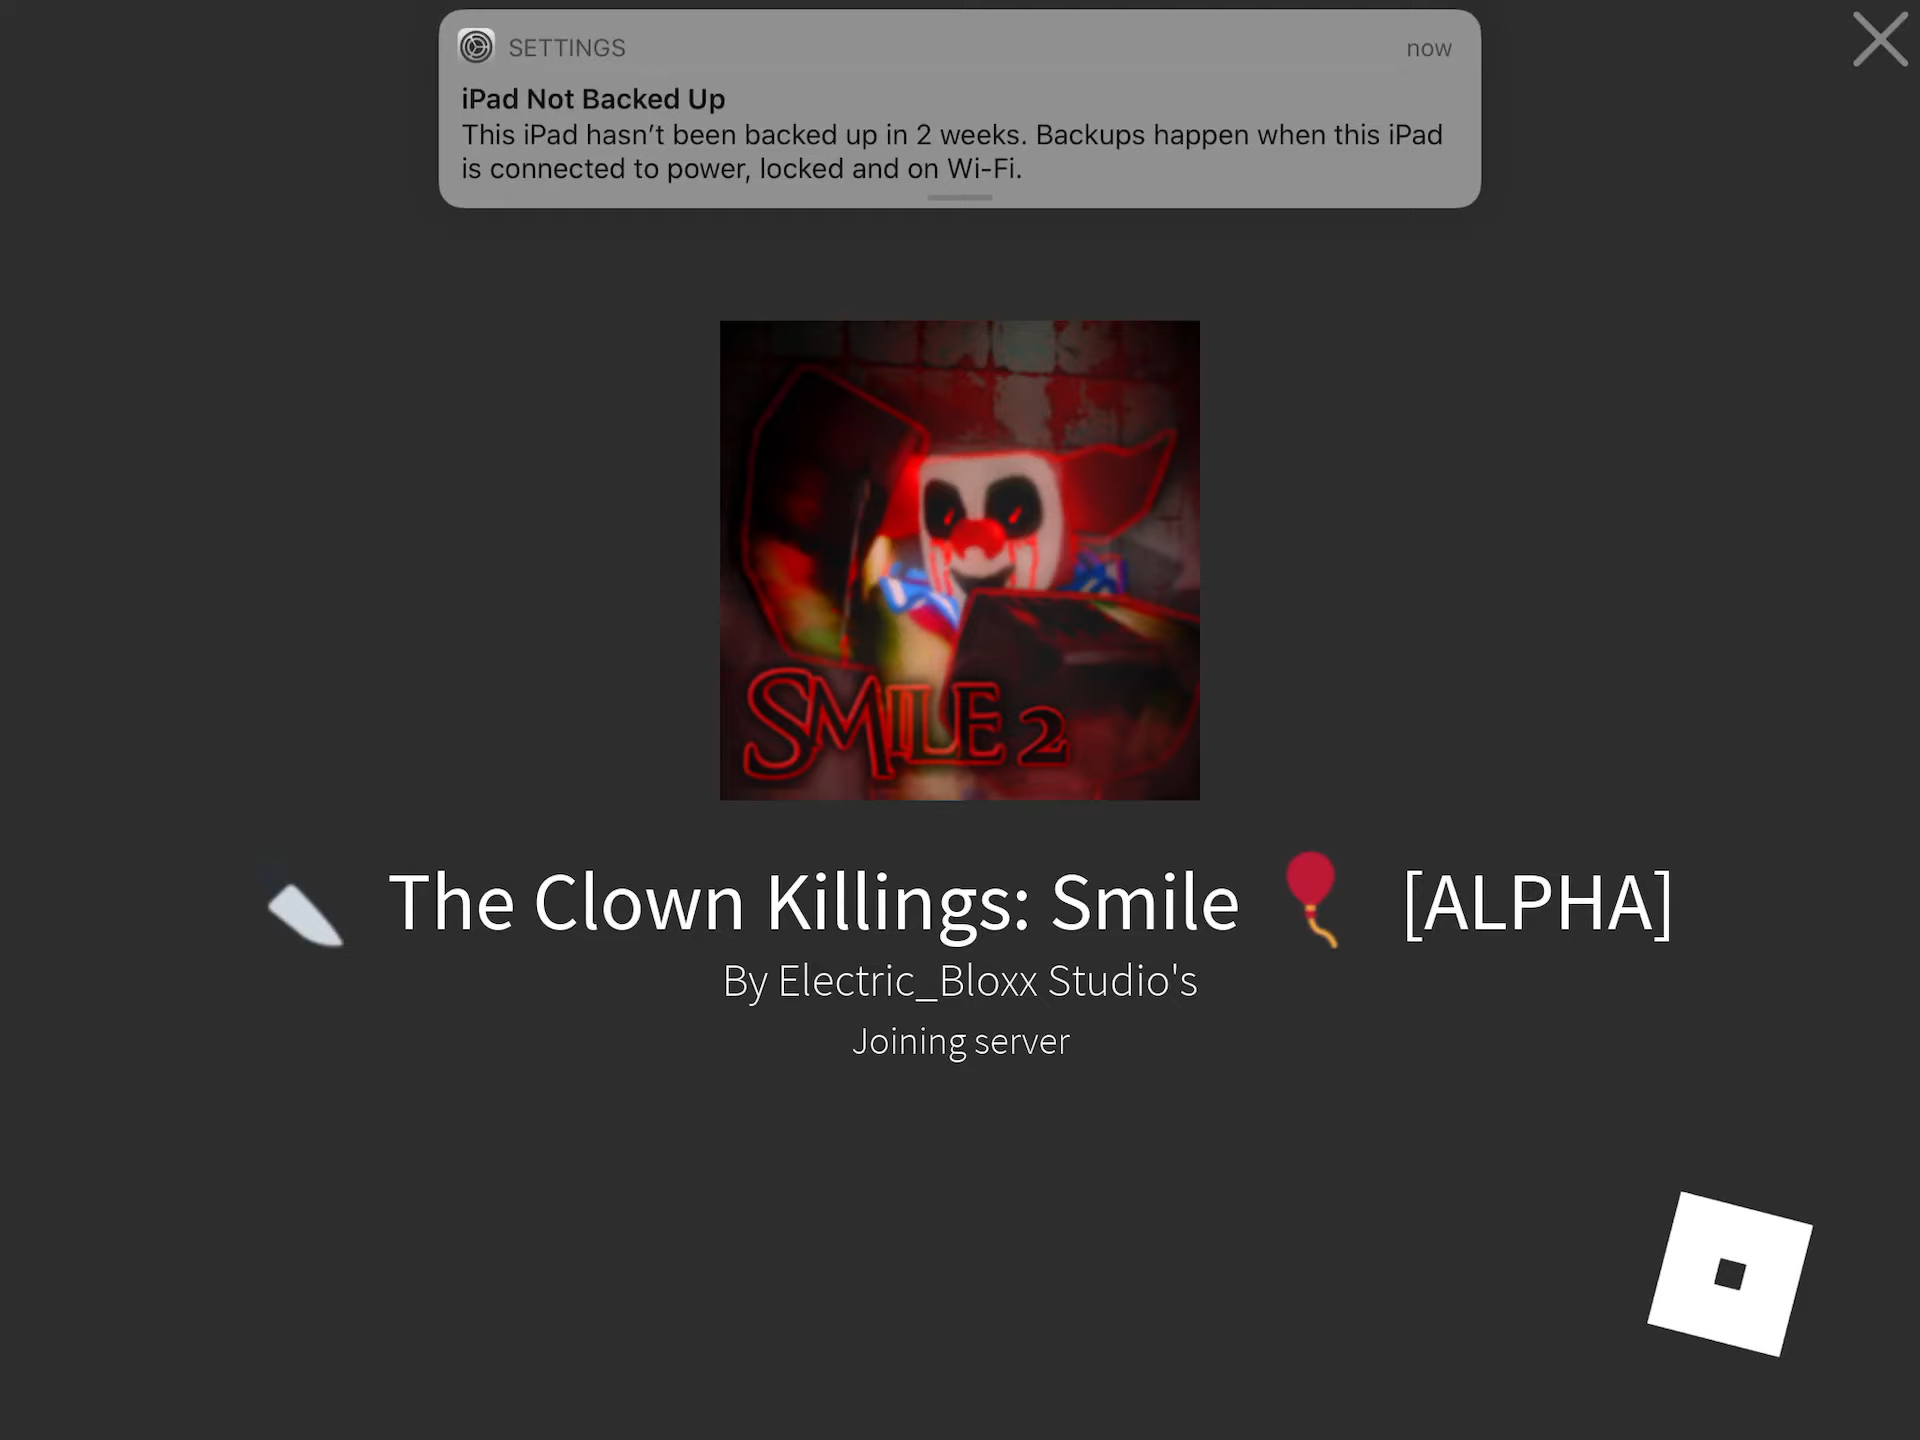 SETTINGS
now
iPad Not Backed Up
This iPad hasn’t been backed up in 2 weeks. Backups happen when this iPad
is connected to power, locked and on Wi-Fi.
SMILE 2
🔪 The Clown Killings: Smile 🎈 [ALPHA]
By Electric_Bloxx Studio's
Joining server